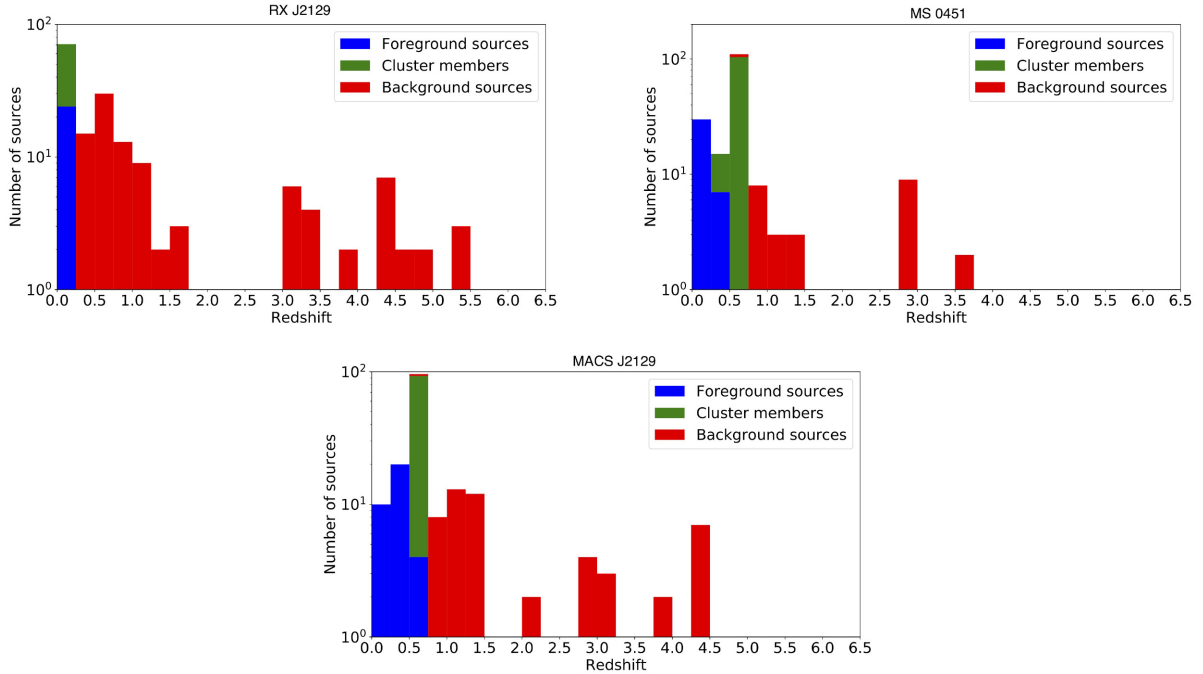 RX J2129
Number of sources
10²
10¹
10⁰
Foreground sources
Cluster members
Background sources
0.0 0.5 1.0 1.5 2.0 2.5 3.0 3.5 4.0 4.5 5.0 5.5 6.0 6.5
Redshift
MS 0451
Number of sources
10²
10¹
10⁰
Foreground sources
Cluster members
Background sources
0.0 0.5 1.0 1.5 2.0 2.5 3.0 3.5 4.0 4.5 5.0 5.5 6.0 6.5
Redshift
MACS J2129
Number of sources
10²
10¹
10⁰
Foreground sources
Cluster members
Background sources
0.0 0.5 1.0 1.5 2.0 2.5 3.0 3.5 4.0 4.5 5.0 5.5 6.0 6.5
Redshift